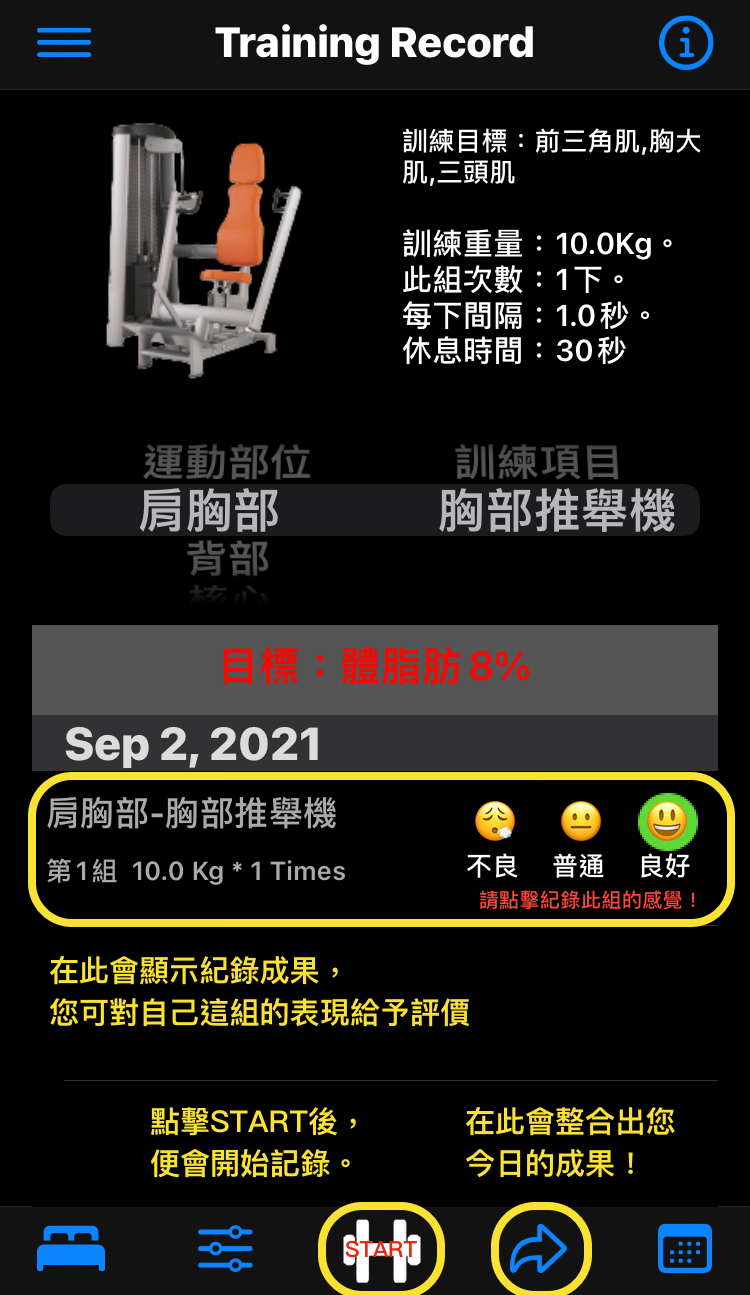 Training Record
訓練目標：前三角肌,胸大
肌,三頭肌
訓練重量：10.0Kg。
此組次數：1下。
每下間隔：1.0秒。
休息時間：30秒
運動部位
訓練項目
肩胸部
胸部推舉機
背部
核心
目標：體脂肪8%
Sep 2, 2021
肩胸部-胸部推舉機
第1組 10.0 Kg * 1 Times
不良
普通
良好
請點擊紀錄此組的感覺！
在此會顯示紀錄成果，
您可對自己這組的表現給予評價
點擊START後，
便會開始記錄。
在此會整合出您
今日的成果！
START